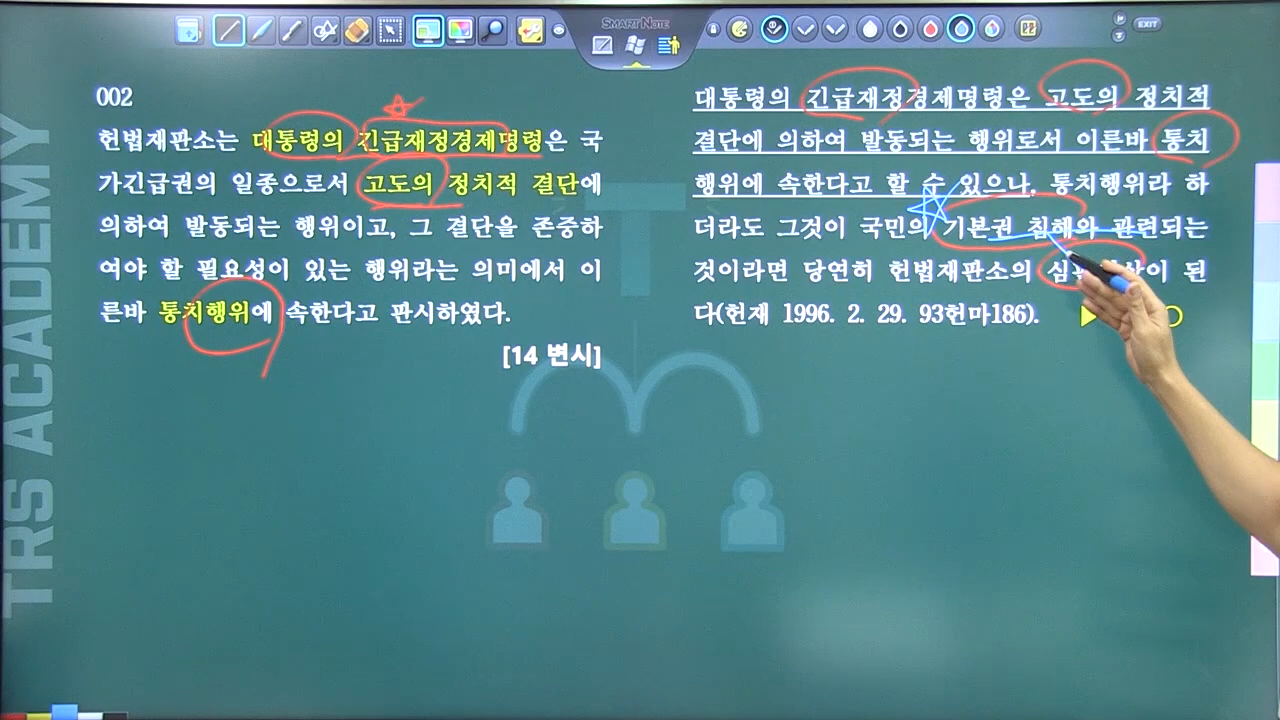 SMARTNOTE
EXIT
002
헌법재판소는 대통령의 긴급재정경제명령은 국
가긴급권의 일종으로서 고도의 정치적 결단에
의하여 발동되는 행위이고, 그 결단을 존중하
여야 할 필요성이 있는 행위라는 의미에서 이
른바 통치행위에 속한다고 판시하였다.
[14 변시]
대통령의 긴급재정경제명령은 고도의 정치적
결단에 의하여 발동되는 행위로서 이른바 통치
행위에 속한다고 할 수 있으나, 통치행위라 하
더라도 그것이 국민의 기본권 침해와 관련되는
것이라면 당연히 헌법재판소의 이 된
다(헌재 1996. 2. 29. 93헌마186).
TRS ACADEMY